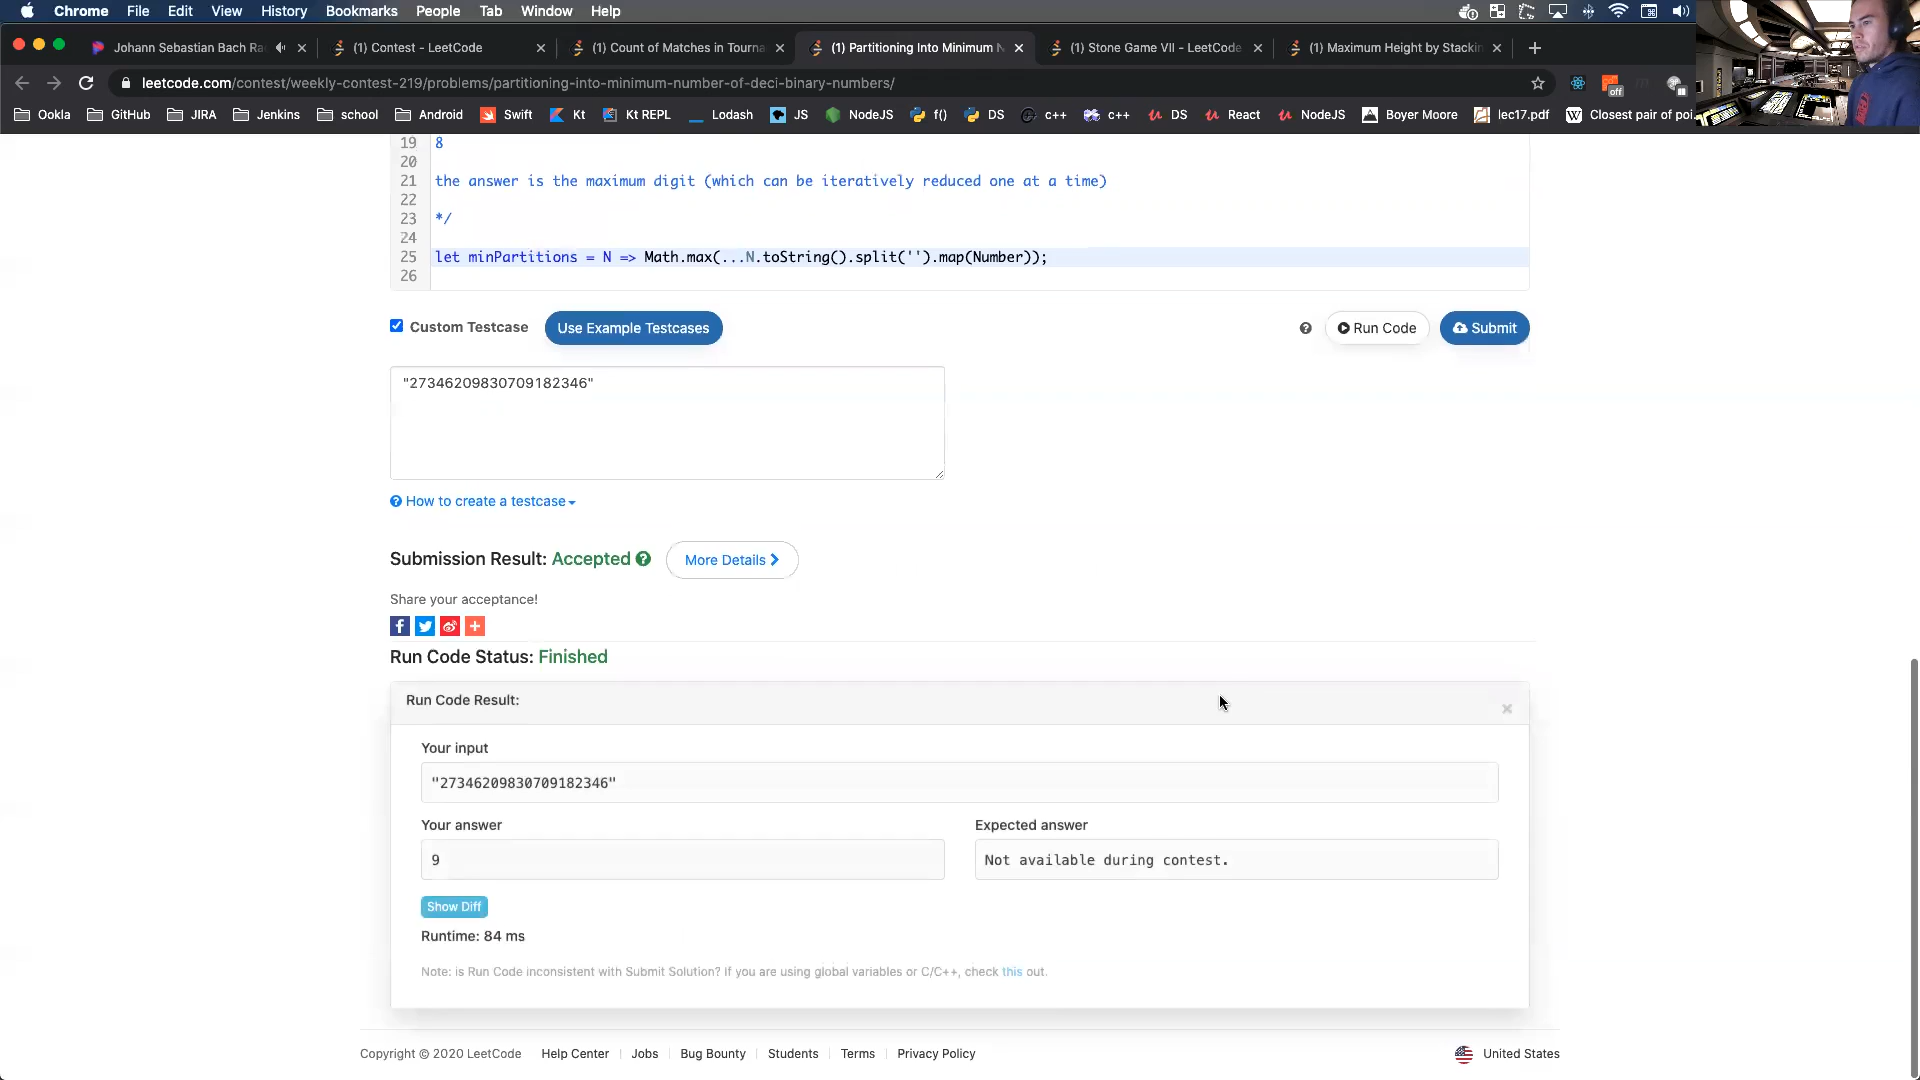 Chrome File Edit View History Bookmarks People Tab Window Help
Johann Sebastian Bach Ra
(1) Contest - LeetCode
(1) Count of Matches in Tourna
(1) Partitioning Into Minimum N
(1) Stone Game VII - LeetCode
(1) Maximum Height by Stackin
leetcode.com/contest/weekly-contest-219/problems/partitioning-into-minimum-number-of-deci-binary-numbers/
off
Ookla GitHub JIRA Jenkins school Android Swift Kt Kt REPL Lodash JS NodeJS f() DS c++ c++ DS React NodeJS Boyer Moore lec17.pdf Closest pair of poi
19 8
20
21 the answer is the maximum digit (which can be iteratively reduced one at a time)
22
23 */
24
25 let minPartitions = N => Math.max(...N.toString().split('').map(Number));
26
Custom Testcase Use Example Testcases Run Code Submit
"27346209830709182346"
How to create a testcase
Submission Result: Accepted More Details
Share your acceptance!
Run Code Status: Finished
Run Code Result:
Your input
"27346209830709182346"
Your answer Expected answer
9 Not available during contest.
Show Diff
Runtime: 84 ms
Note: is Run Code inconsistent with Submit Solution? If you are using global variables or C/C++, check this out.
Copyright © 2020 LeetCode Help Center Jobs Bug Bounty Students Terms Privacy Policy United States